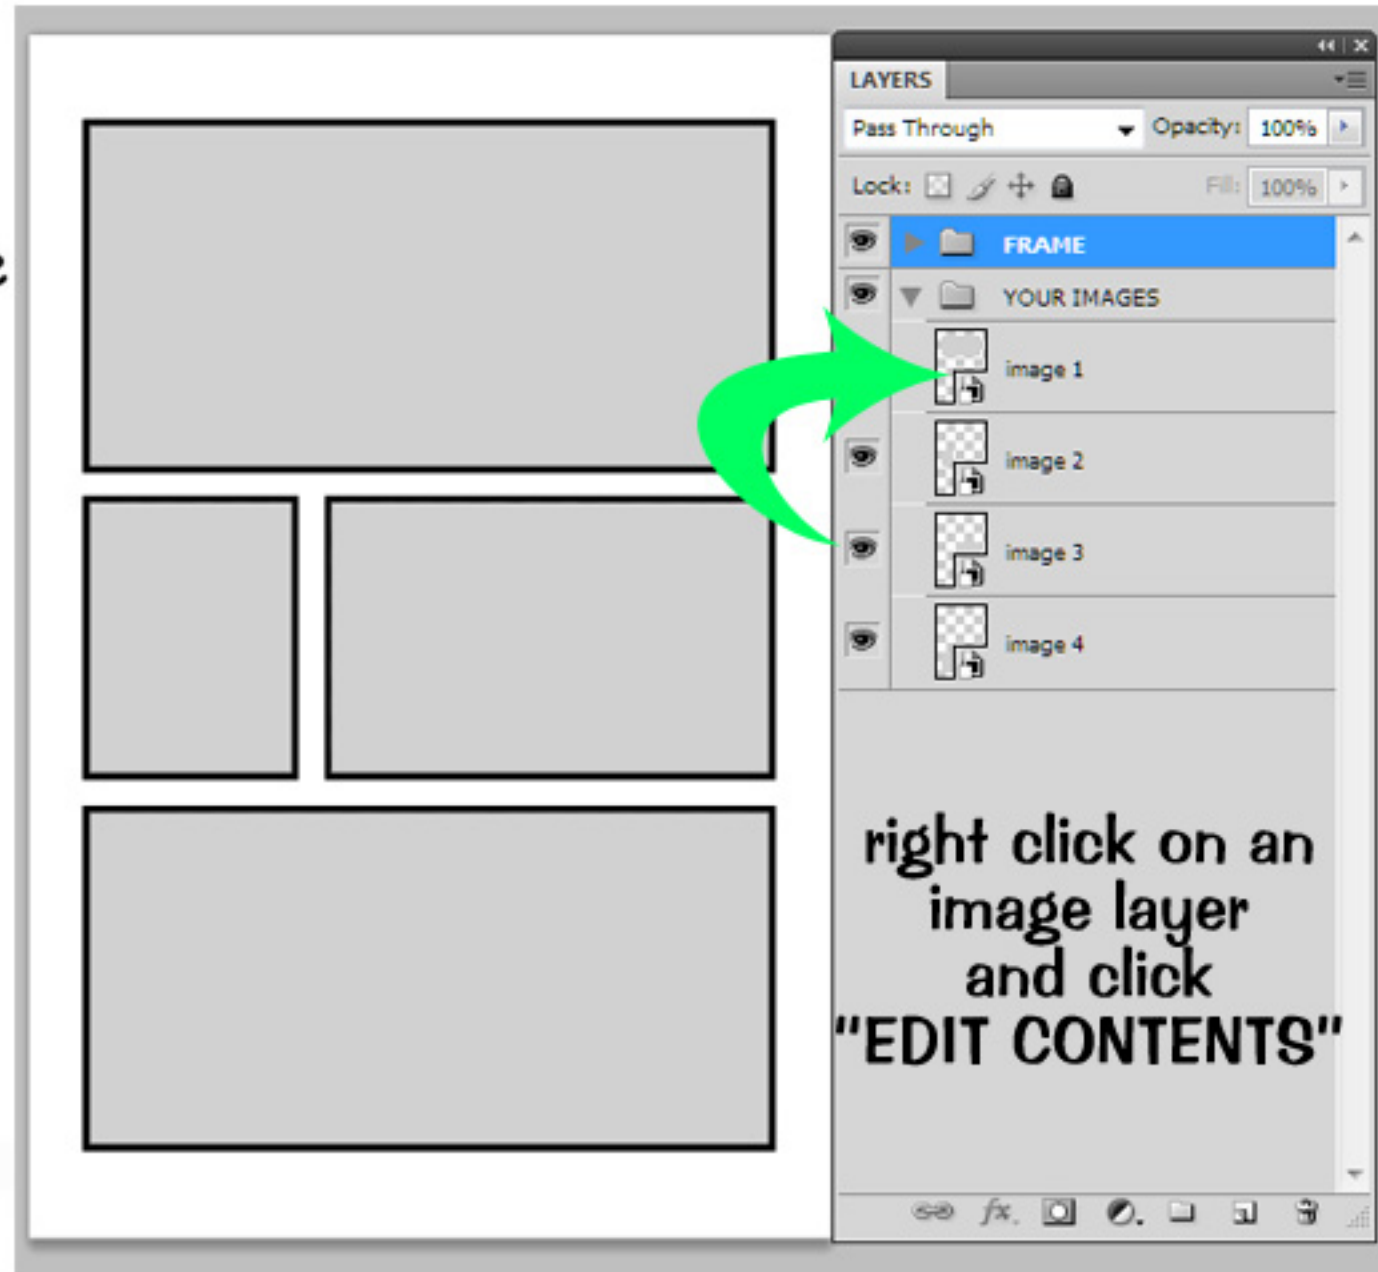 LAYERS
Pass Through Opacity: 100%
Lock: Fill: 100%
FRAME
YOUR IMAGES
image 1
image 2
image 3
image 4
right click on an
image layer
and click
"EDIT CONTENTS"
fx.